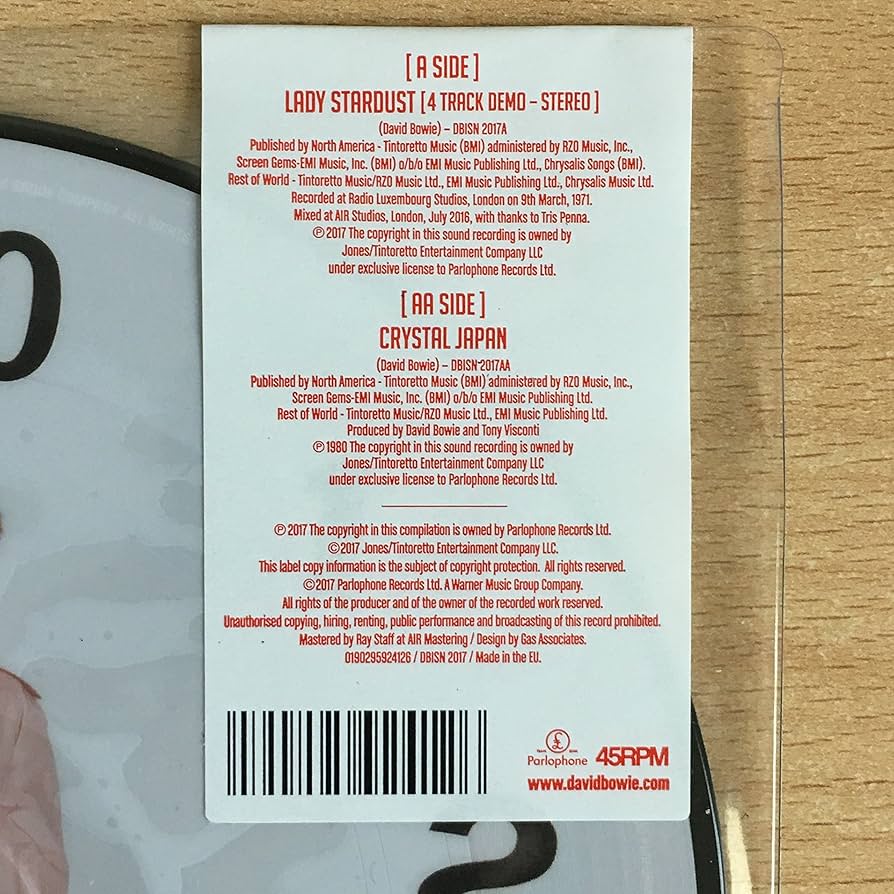 [ A SIDE ]
LADY STARDUST [ 4 TRACK DEMO – STEREO ]
(David Bowie) – DBISN 2017A
Published by North America - Tintoretto Music (BMI) administered by RZO Music, Inc.,
Screen Gems-EMI Music, Inc. (BMI) o/b/o EMI Music Publishing Ltd., Chrysalis Songs (BMI).
Rest of World - Tintoretto Music/RZO Music Ltd., EMI Music Publishing Ltd., Chrysalis Music Ltd.
Recorded at Radio Luxembourg Studios, London on 9th March, 1971.
Mixed at AIR Studios, London, July 2016, with thanks to Tris Penna.
℗ 2017 The copyright in this sound recording is owned by
Jones/Tintoretto Entertainment Company LLC
under exclusive license to Parlophone Records Ltd.
[ AA SIDE ]
CRYSTAL JAPAN
(David Bowie) – DBISN 2017AA
Published by North America - Tintoretto Music (BMI) administered by RZO Music, Inc.,
Screen Gems-EMI Music, Inc. (BMI) o/b/o EMI Music Publishing Ltd.
Rest of World - Tintoretto Music/RZO Music Ltd., EMI Music Publishing Ltd.
Produced by David Bowie and Tony Visconti
℗ 1980 The copyright in this sound recording is owned by
Jones/Tintoretto Entertainment Company LLC
under exclusive license to Parlophone Records Ltd.
℗ 2017 The copyright in this compilation is owned by Parlophone Records Ltd.
© 2017 Jones/Tintoretto Entertainment Company LLC.
This label copy information is the subject of copyright protection. All rights reserved.
© 2017 Parlophone Records Ltd. A Warner Music Group Company.
All rights of the producer and of the owner of the recorded work reserved.
Unauthorised copying, hiring, renting, public performance and broadcasting of this record prohibited.
Mastered by Ray Staff at AIR Mastering / Design by Gas Associates.
0190295924126 / DBISN 2017 / Made in the EU.
£
Parlophone
45RPM
www.davidbowie.com
0
2